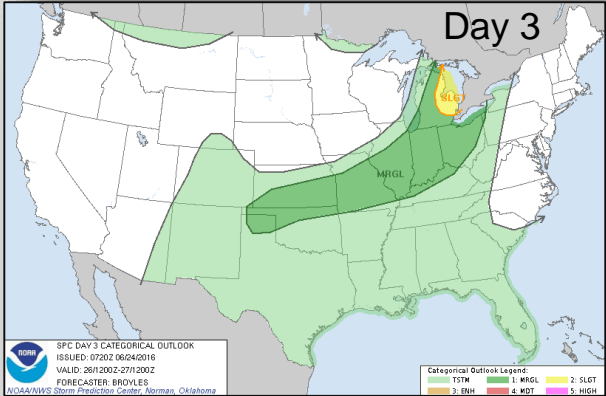 Day 3
SLGT
MRGL
NOAA
SPC DAY 3 CATEGORICAL OUTLOOK
ISSUED: 0720Z 06/24/2016
VALID: 26/1200Z-27/1200Z
FORECASTER: BROYLES
NOAA/NWS Storm Prediction Center, Norman, Oklahoma
Categorical Outlook Legend:
TSTM 1: MRGL 2: SLGT
3: ENH 4: MDT 5: HIGH